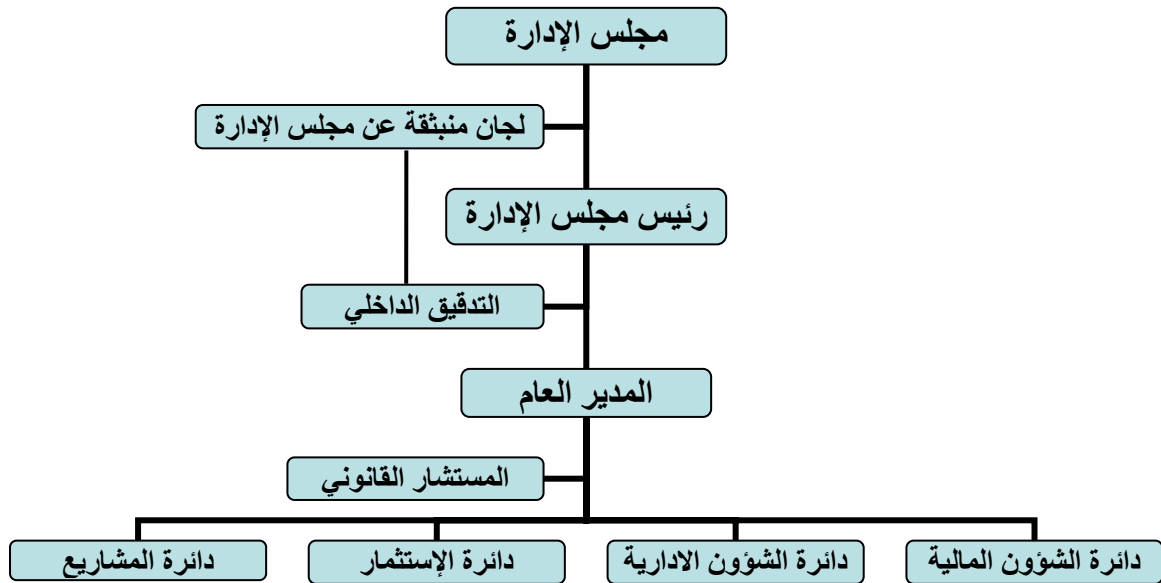 مجلس الإدارة
لجان منبثقة عن مجلس الإدارة
رئيس مجلس الإدارة
التدقيق الداخلي
المدير العام
المستشار القانوني
دائرة الشؤون المالية
دائرة الشؤون الادارية
دائرة الإستثمار
دائرة المشاريع